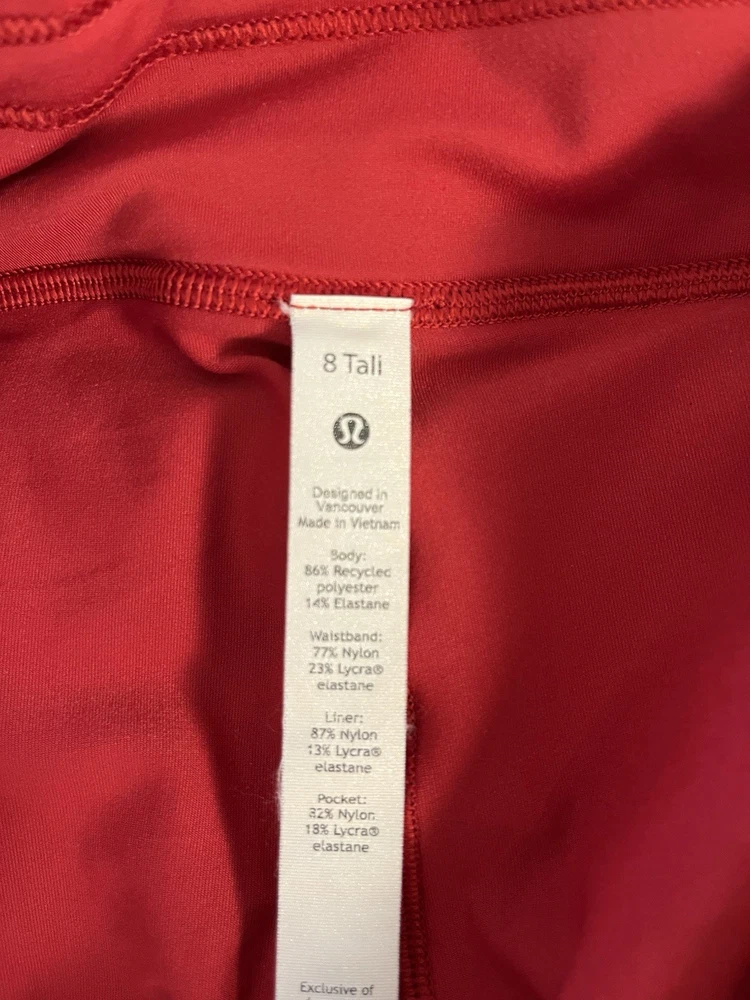 8 Tall
Designed in
Vancouver
Made in Vietnam
Body:
86% Recycled
polyester
14% Elastane
Waistband:
77% Nylon
23% Lycra®
elastane
Liner:
87% Nylon
13% Lycra®
elastane
Pocket:
82% Nylon
18% Lycra®
elastane
Exclusive of